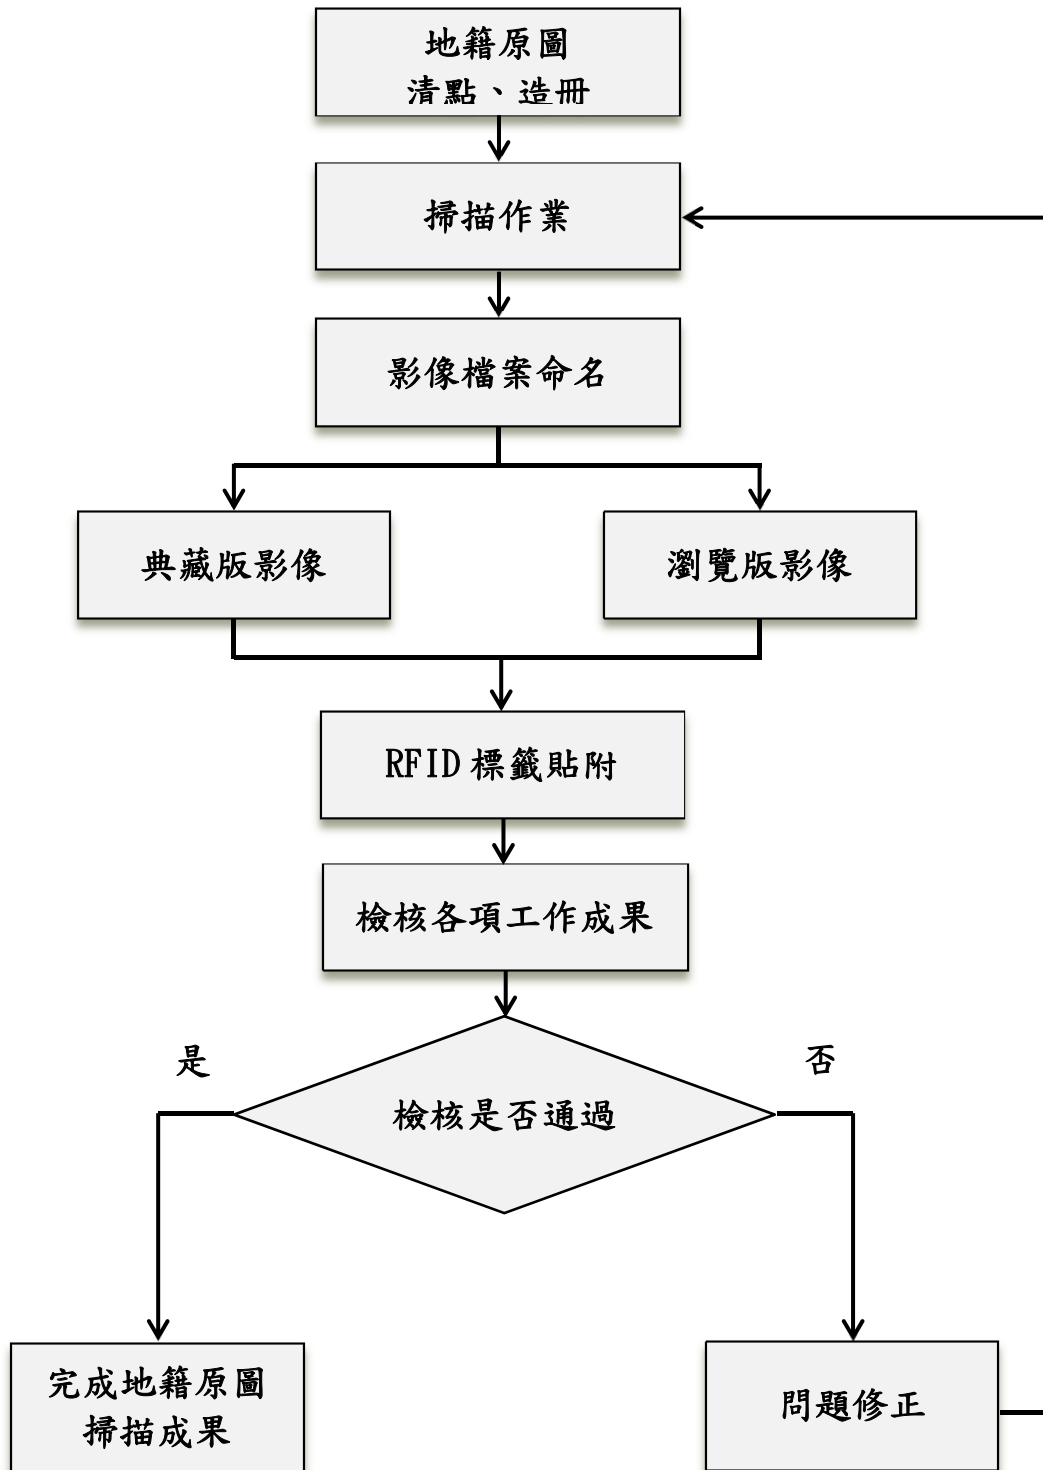 地籍原圖
清點、造冊
掃描作業
影像檔案命名
典藏版影像
瀏覽版影像
RFID 標籤貼附
檢核各項工作成果
是
否
檢核是否通過
完成地籍原圖
掃描成果
問題修正